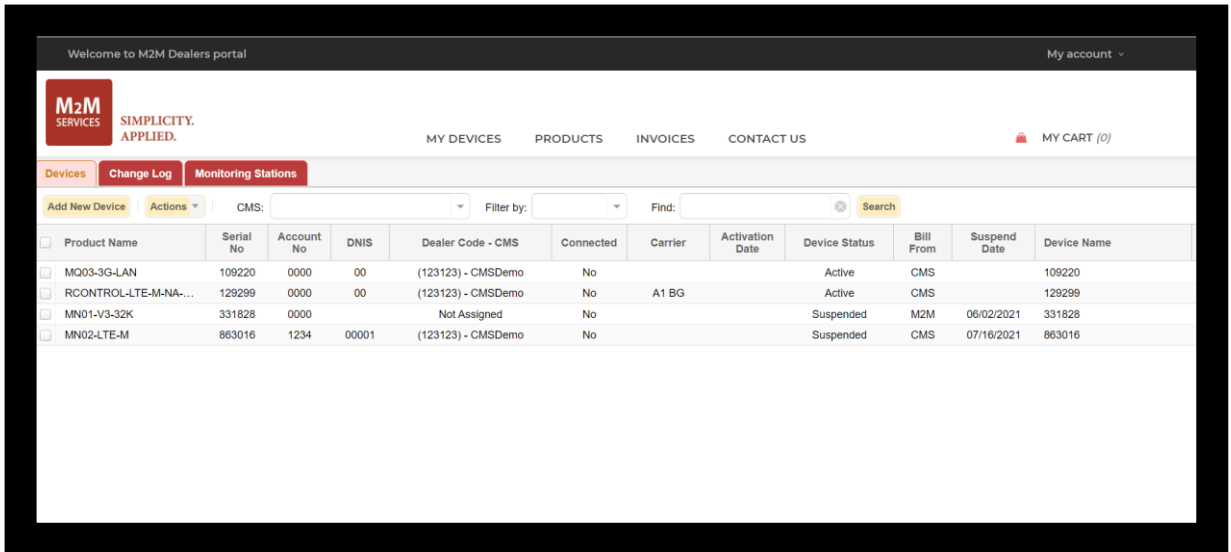 Welcome to M2M Dealers portal My account
M2M
SERVICES
SIMPLICITY.
APPLIED.
MY DEVICES PRODUCTS INVOICES CONTACT US MY CART (0)
Devices Change Log Monitoring Stations
Add New Device Actions CMS: Filter by: Find: Search
Product Name Serial No Account No DNIS Dealer Code - CMS Connected Carrier Activation Date Device Status Bill From Suspend Date Device Name
MQ03-3G-LAN 109220 0000 00 (123123) - CMSDemo No Active CMS 109220
RCONTROL-LTE-M-NA-... 129299 0000 00 (123123) - CMSDemo No A1 BG Active CMS 129299
MN01-V3-32K 331828 0000 Not Assigned No Suspended M2M 06/02/2021 331828
MN02-LTE-M 863016 1234 00001 (123123) - CMSDemo No Suspended CMS 07/16/2021 863016